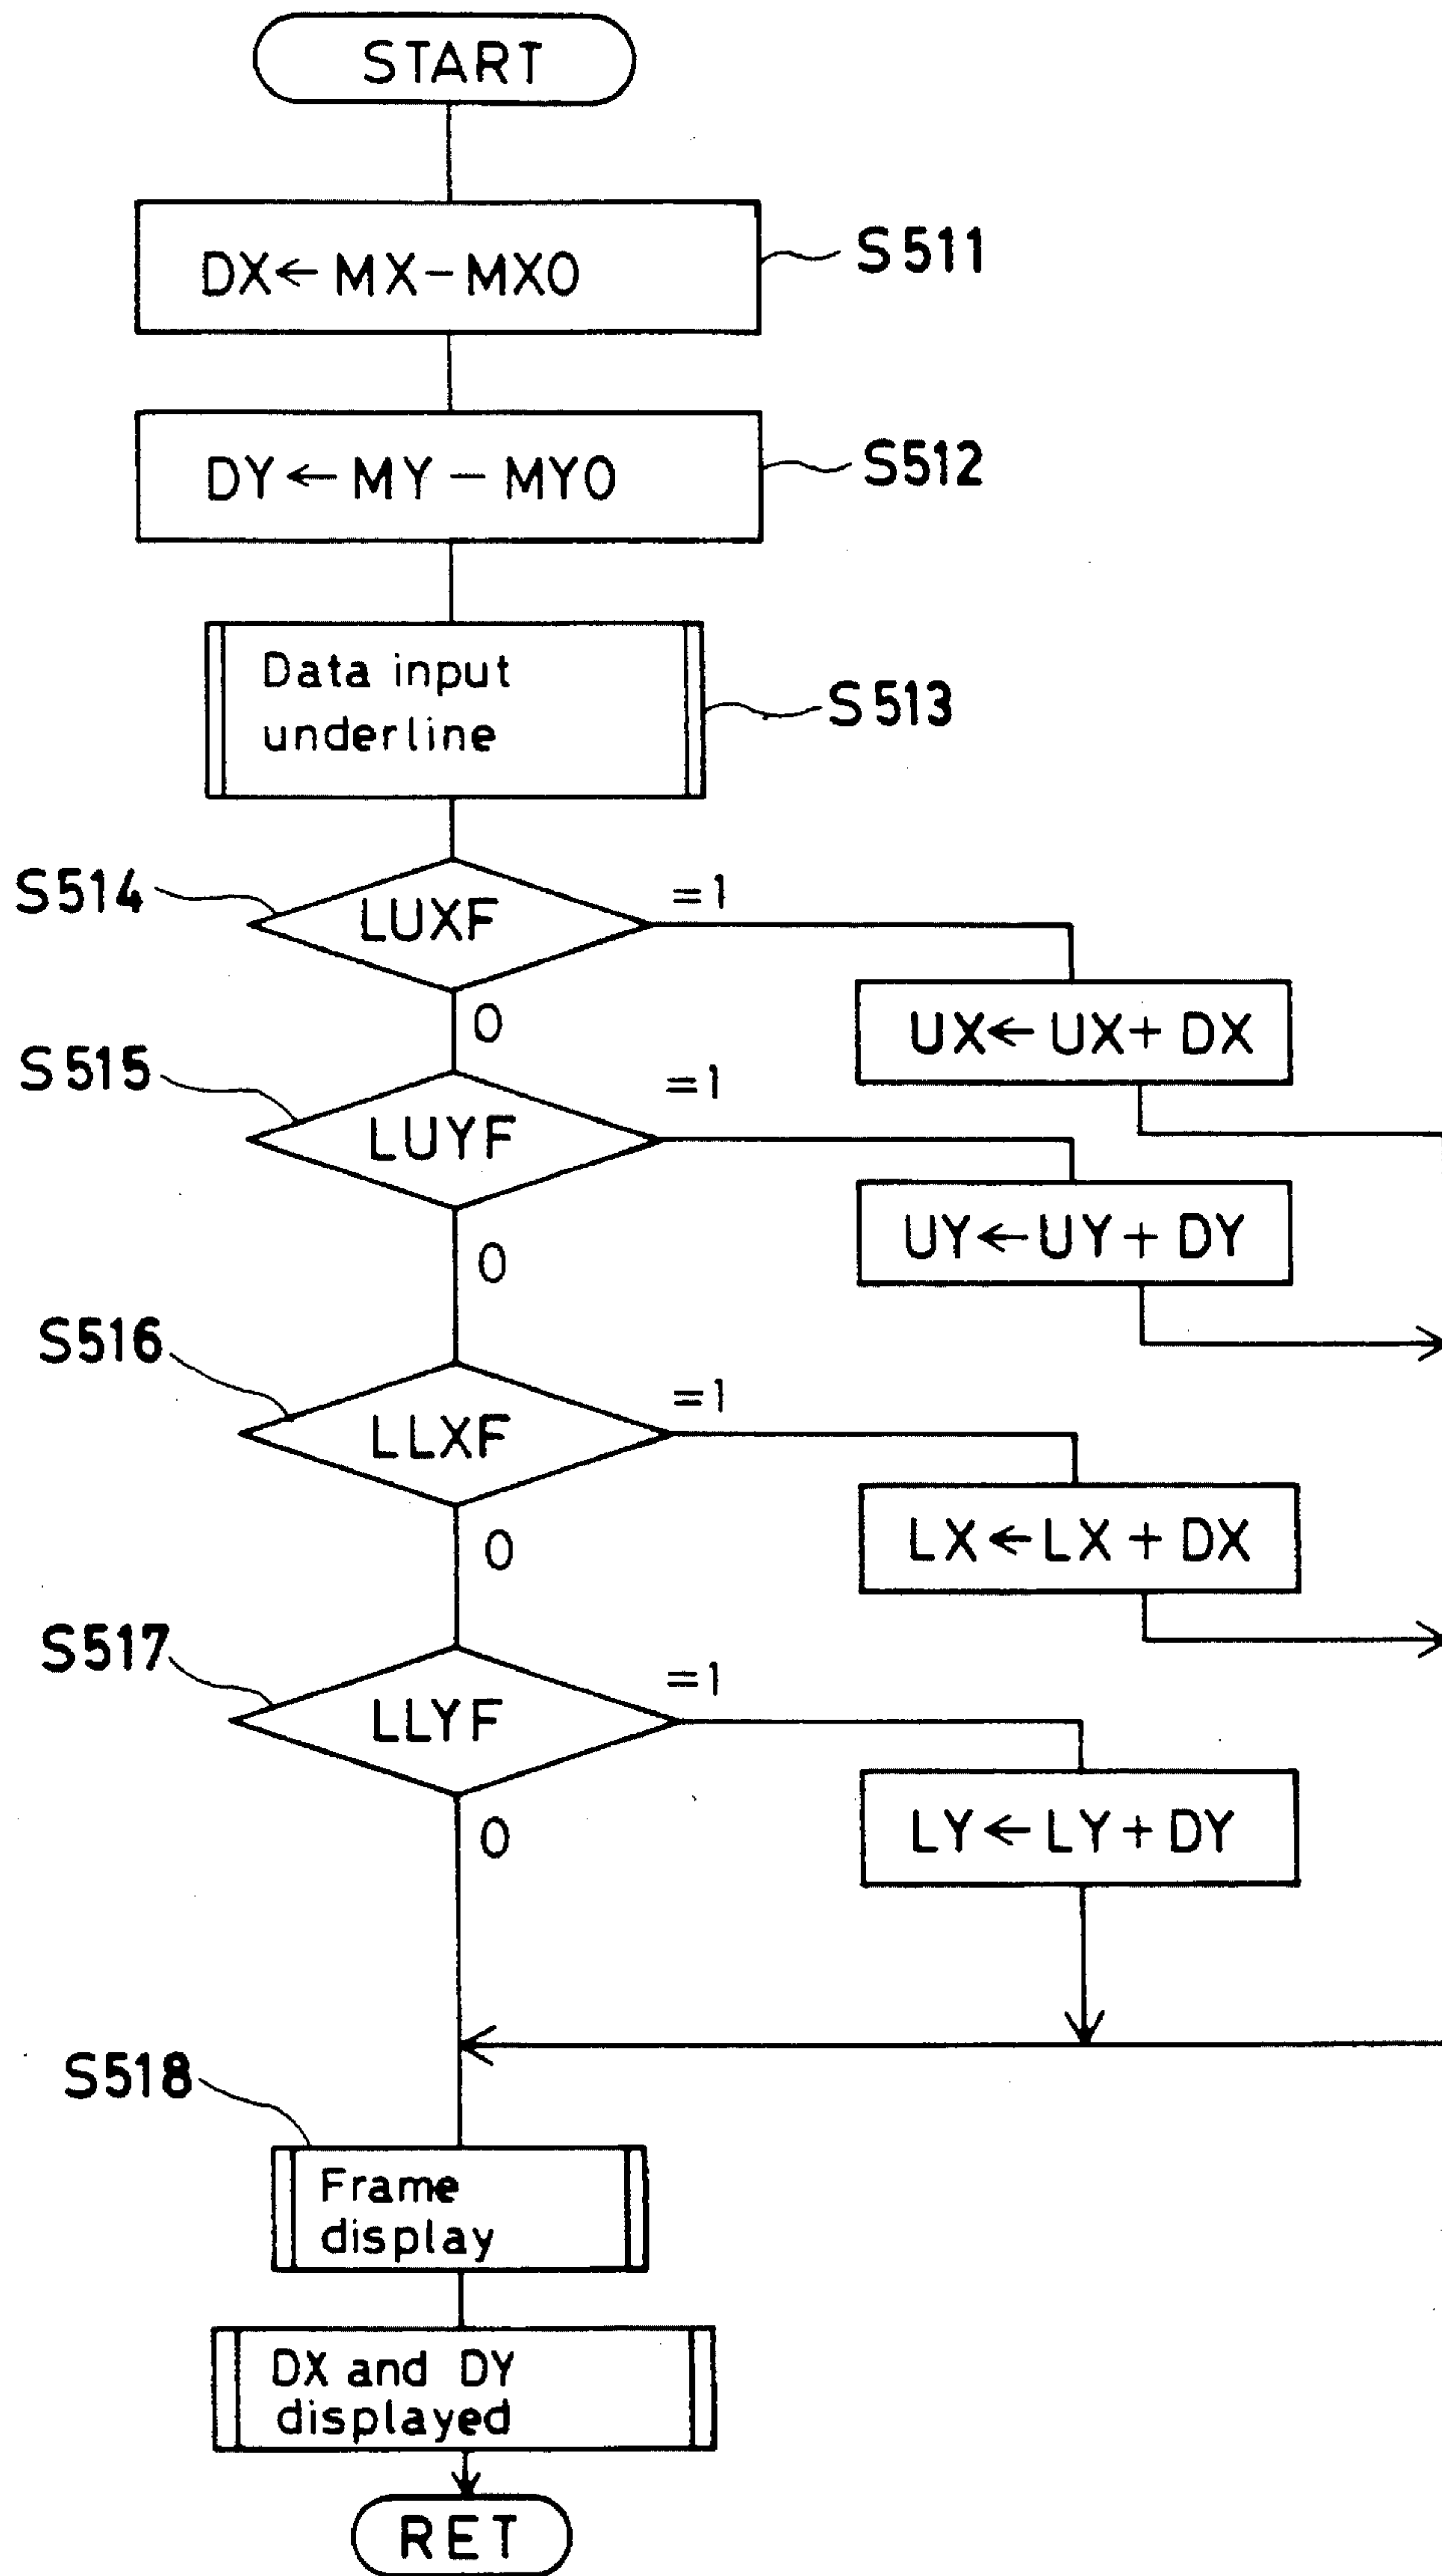 START
DX←MX-MX0
S511
DY←MY-MY0
S512
Data input
underline
S513
S514
LUXF
=1
0
UX←UX+DX
S515
LUYF
=1
0
UY←UY+DY
S516
LLXF
=1
0
LX←LX+DX
S517
LLYF
=1
0
LY←LY+DY
S518
Frame
display
DX and DY
displayed
RET